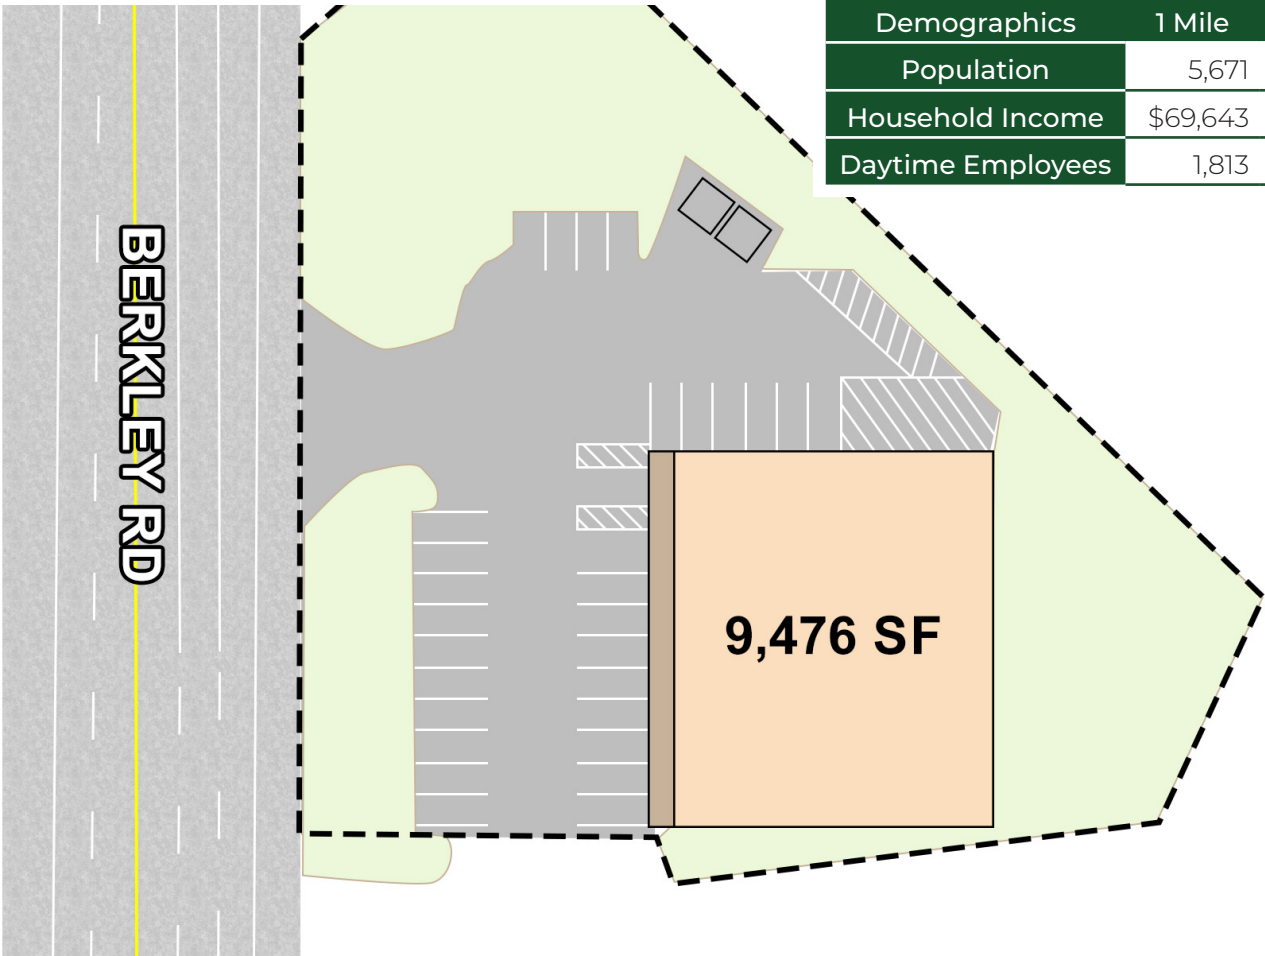 Demographics 1 Mile
Population 5,671
Household Income $69,643
Daytime Employees 1,813
BERKLEY RD
9,476 SF